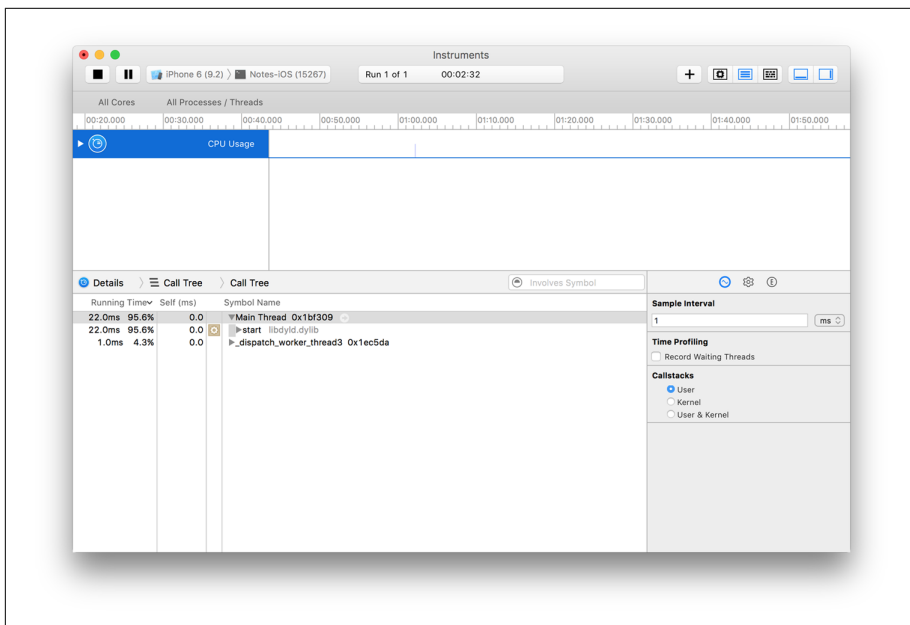 Instruments
iPhone 6 (9.2) Notes-iOS (15267) Run 1 of 1 00:02:32
All Cores All Processes / Threads
00:20.000 00:30.000 00:40.000 00:50.000 01:00.000 01:10.000 01:20.000 01:30.000 01:40.000 01:50.000
CPU Usage
Details Call Tree Call Tree Involves Symbol
Running Time Self (ms) Symbol Name
22.0ms 95.6% 0.0 Main Thread 0x1bf309
22.0ms 95.6% 0.0 start libdyld.dylib
1.0ms 4.3% 0.0 _dispatch_worker_thread3 0x1ec5da
Sample Interval
1 ms
Time Profiling
Record Waiting Threads
Callstacks
User
Kernel
User & Kernel